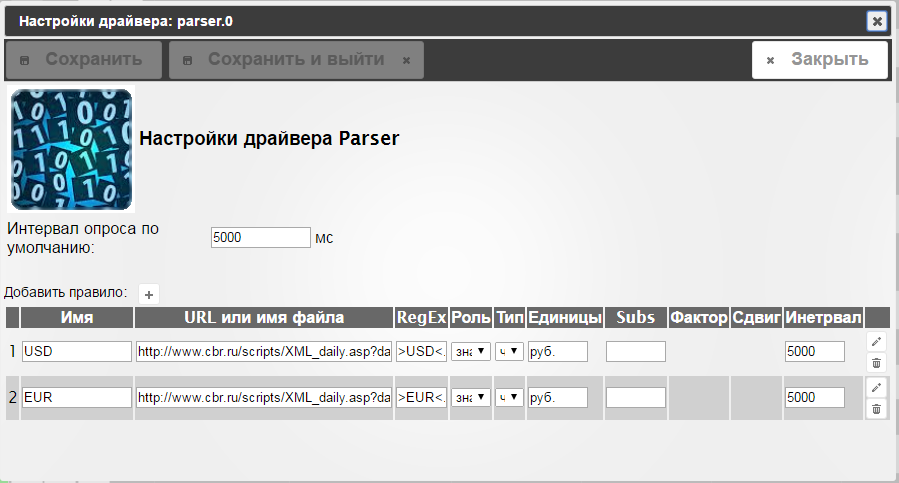 Настройки драйвера: parser.0
Сохранить Сохранить и выйти Закрыть
Настройки драйвера Parser
Интервал опроса по
умолчанию: 5000 мс
Добавить правило:
Имя URL или имя файла RegEx Роль Тип Единицы Subs Фактор Сдвиг Инетрвал
1 USD http://www.cbr.ru/scripts/XML_daily.asp?da >USD<. зна ч руб. 5000
2 EUR http://www.cbr.ru/scripts/XML_daily.asp?da >EUR<. зна ч руб. 5000